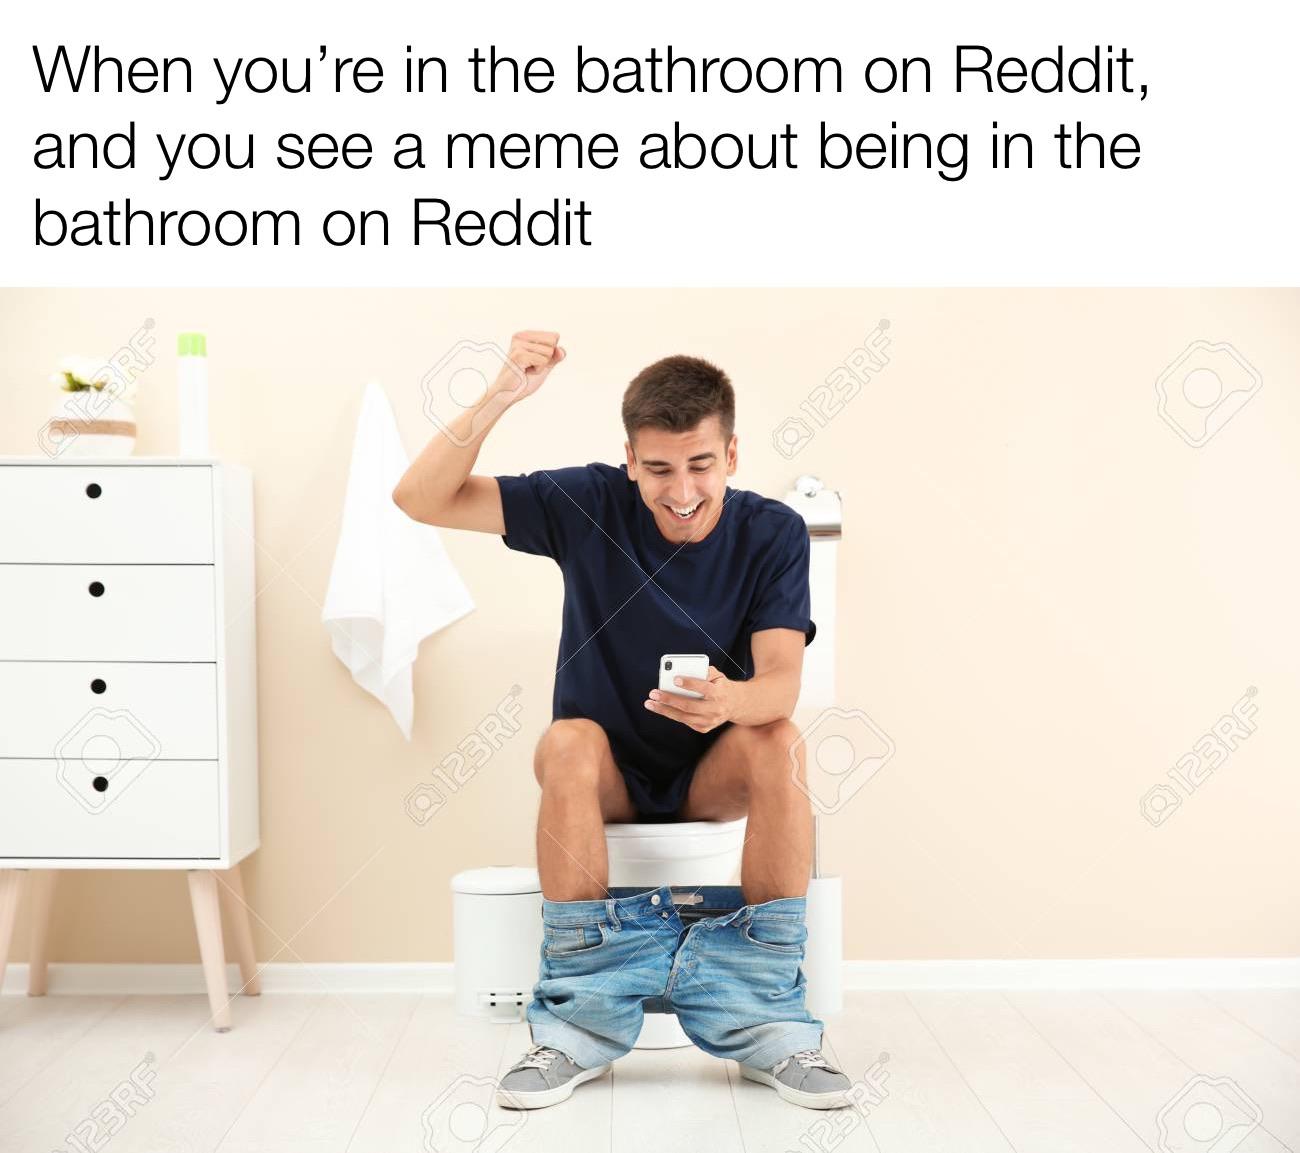 When you’re in the bathroom on Reddit,
and you see a meme about being in the
bathroom on Reddit
123RF
123RF
123RF
123RF
123RF
123RF